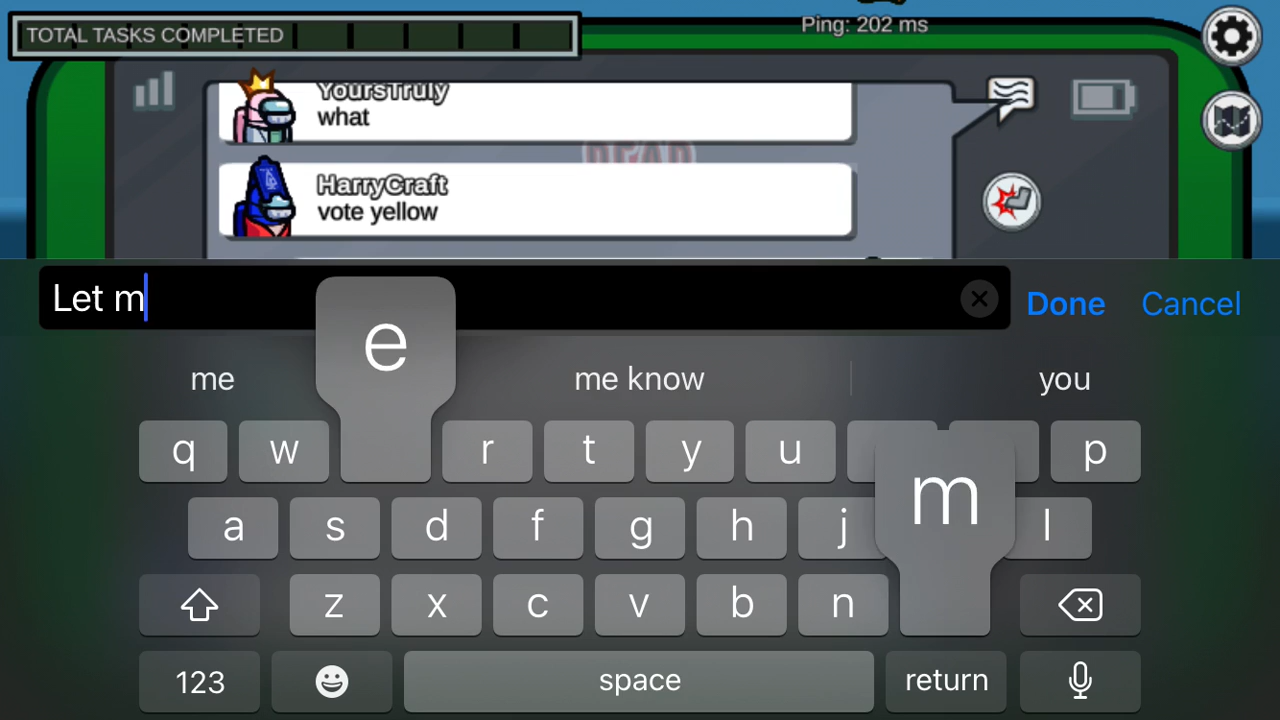 TOTAL TASKS COMPLETED
Ping: 202 ms
YoursTruly
what
DEAD
HarryCraft
vote yellow
Let m
Done
Cancel
e
me
me know
you
q w r t y u p
m
a s d f g h j l
z x c v b n
123
space
return